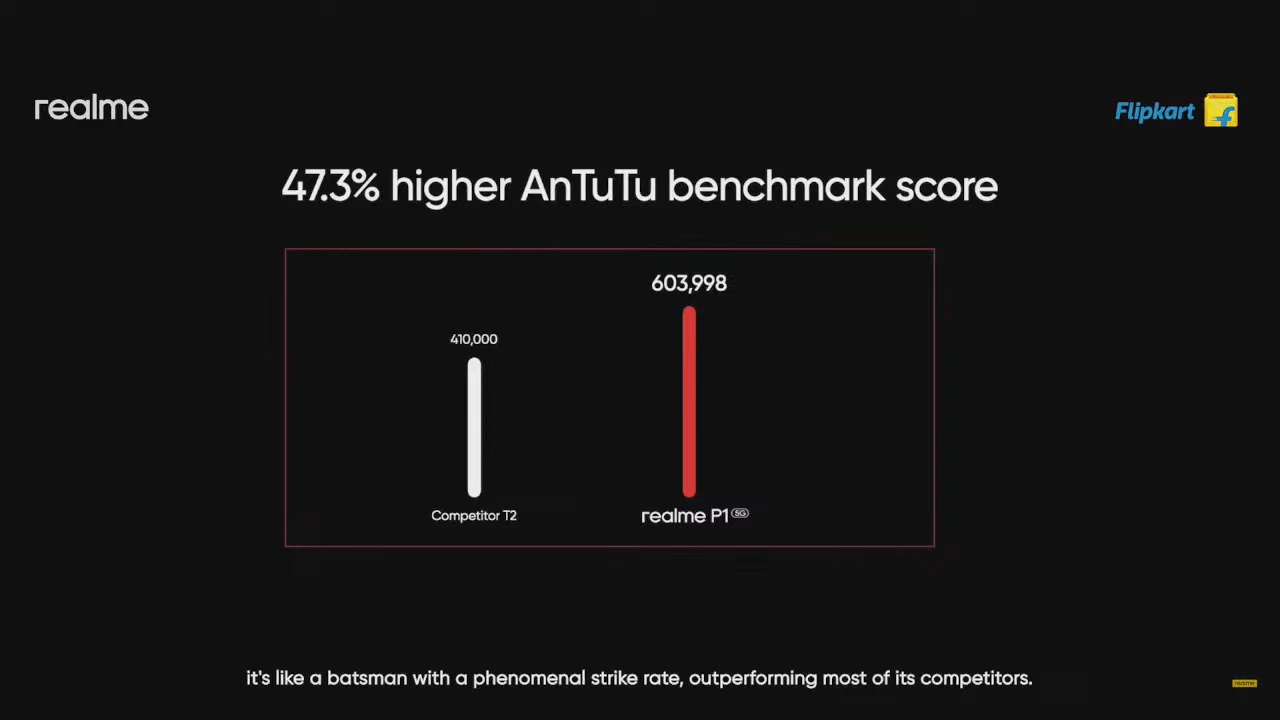 realme
Flipkart
47.3% higher AnTuTu benchmark score
603,998
410,000
Competitor T2
realme P1 5G
it's like a batsman with a phenomenal strike rate, outperforming most of its competitors.
realme